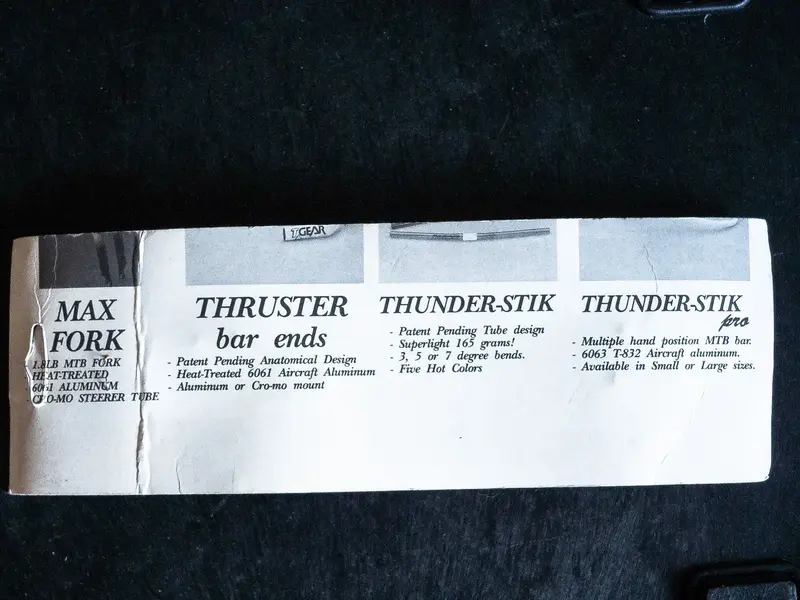 TGEAR
MAX
FORK
1.8LB MTB FORK
HEAT-TREATED
6061 ALUMINUM
CRO-MO STEERER TUBE
THRUSTER
bar ends
- Patent Pending Anatomical Design
- Heat-Treated 6061 Aircraft Aluminum
- Aluminum or Cro-mo mount
THUNDER-STIK
- Patent Pending Tube design
- Superlight 165 grams!
- 3, 5 or 7 degree bends.
- Five Hot Colors
THUNDER-STIK
pro
- Multiple hand position MTB bar.
- 6063 T-832 Aircraft aluminum.
- Available in Small or Large sizes.